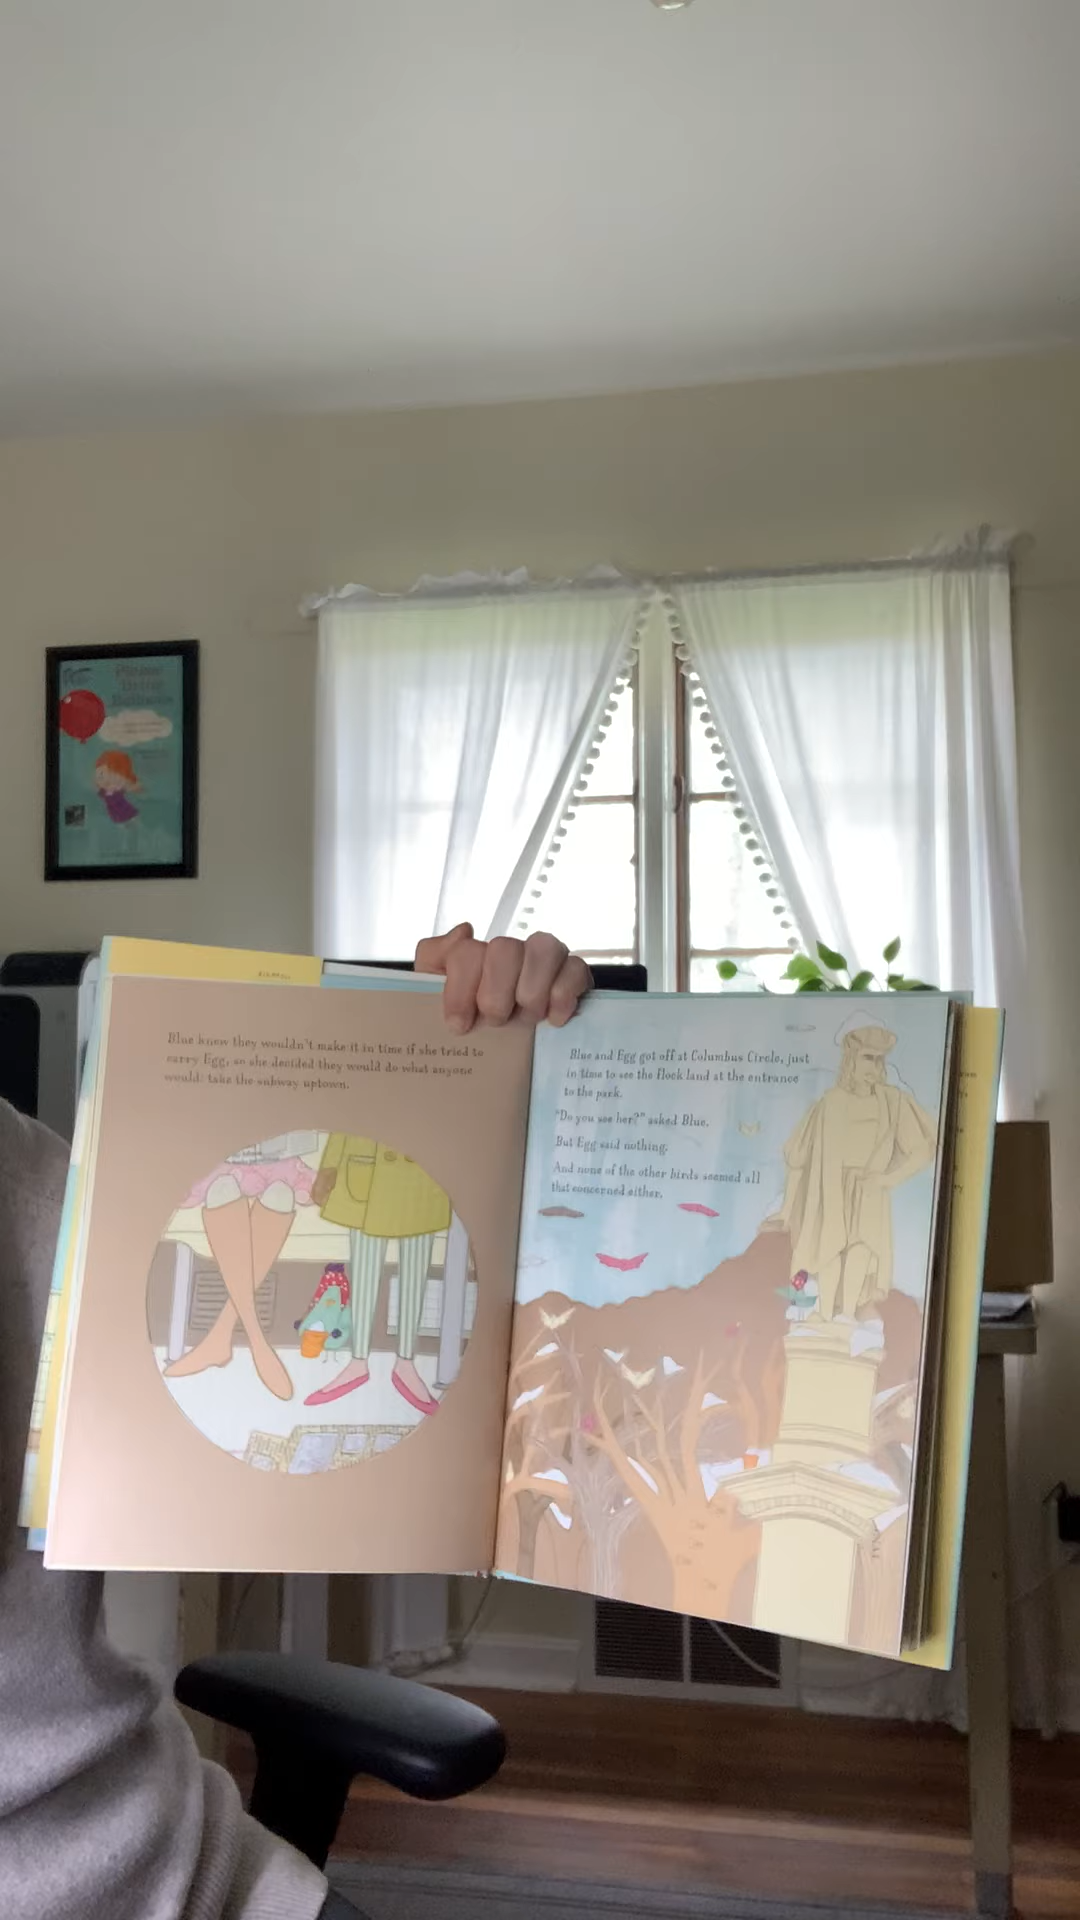 Please
Bring
Balloons
Blue knew they wouldn't make it in time if she tried to
carry Egg, so she decided they would do what anyone
would: take the subway uptown.
Blue and Egg got off at Columbus Circle, just
in time to see the flock land at the entrance
to the park.
"Do you see her?" asked Blue.
But Egg said nothing.
And none of the other birds seemed all
that concerned either.